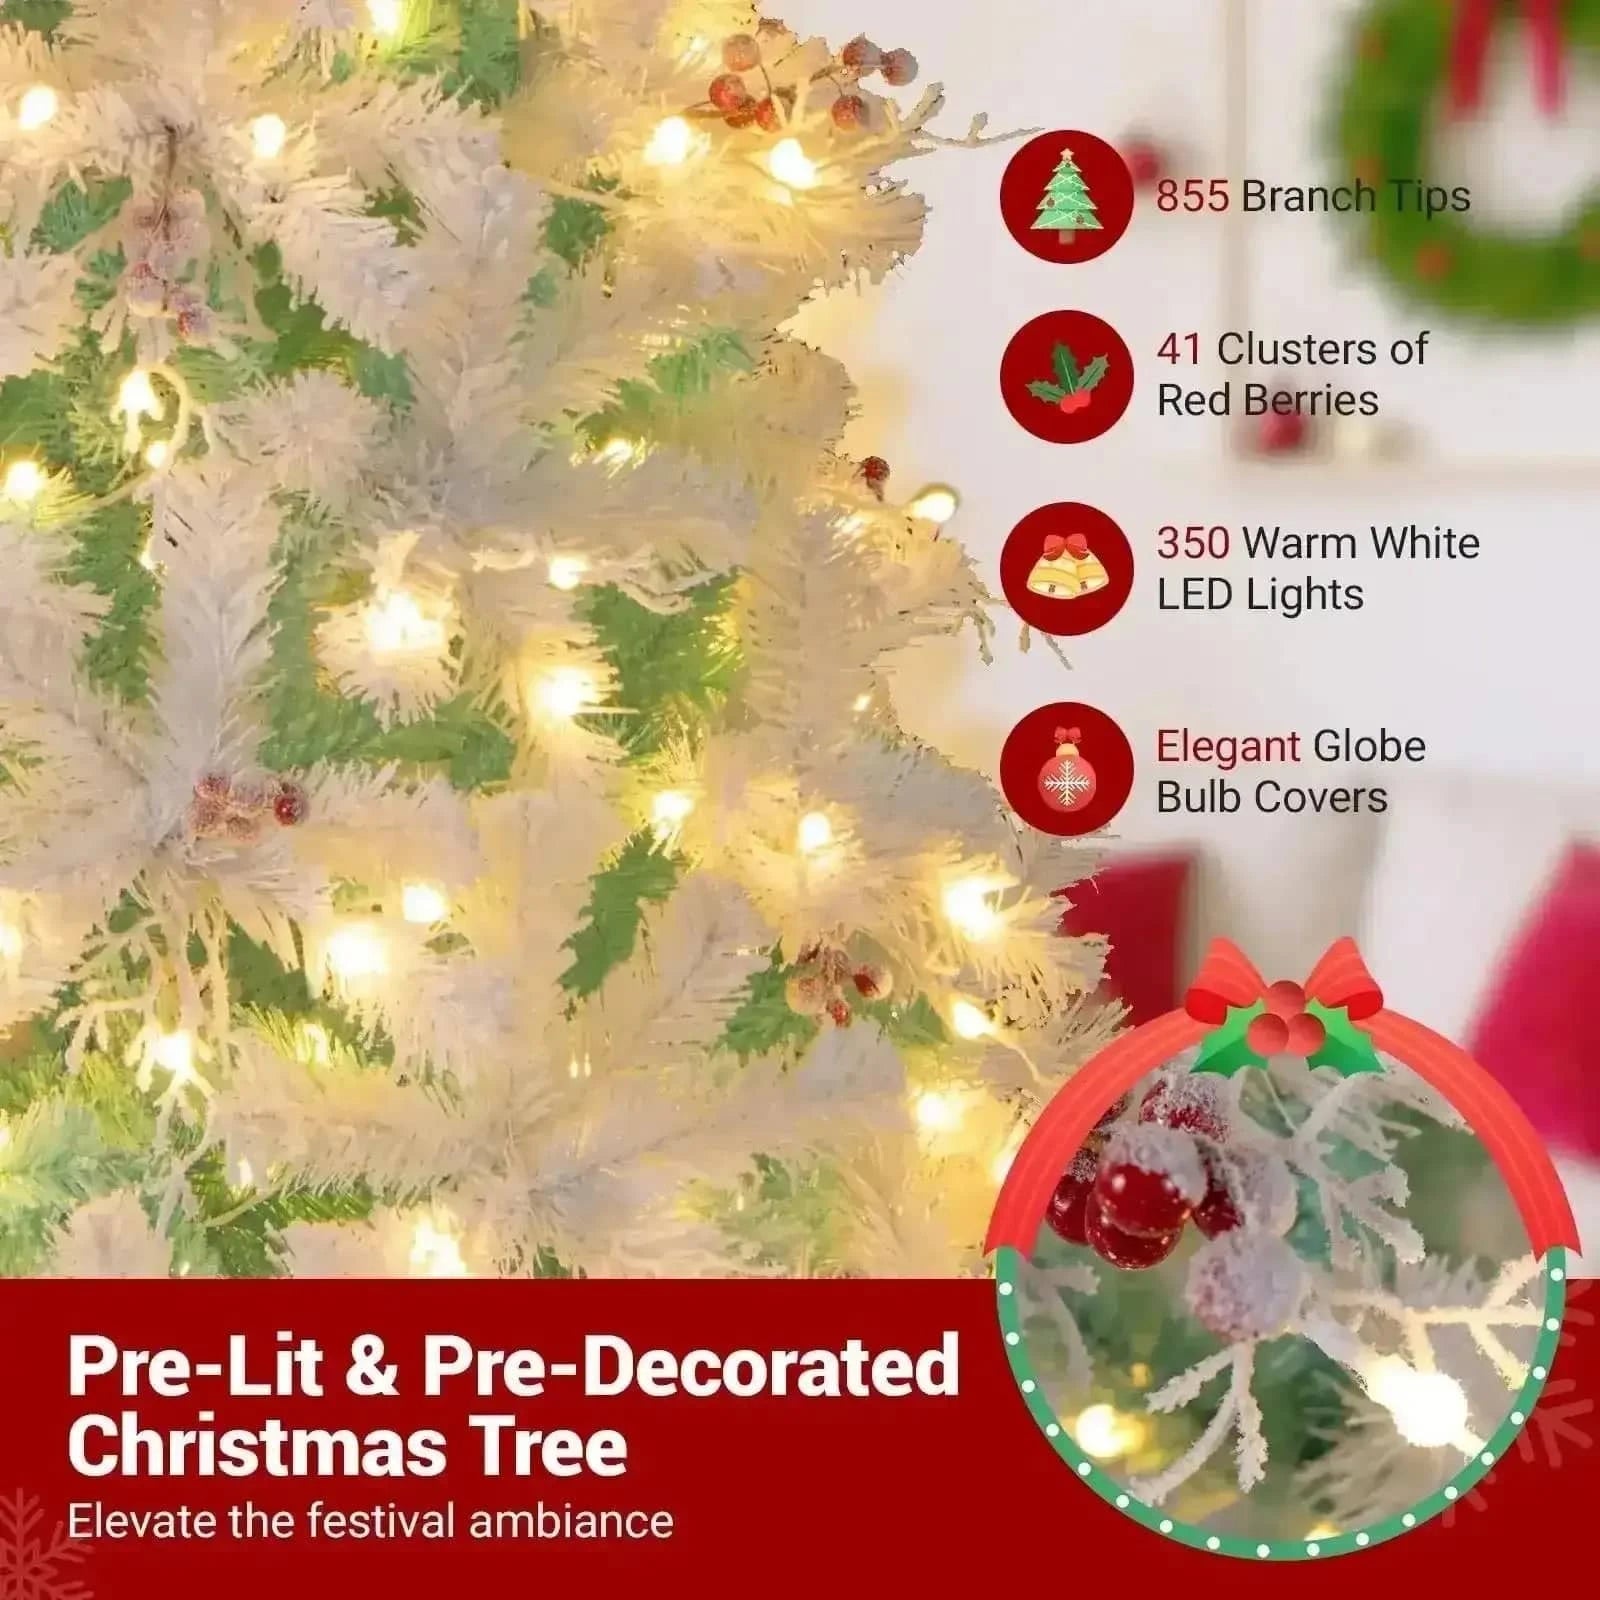 855 Branch Tips
41 Clusters of
Red Berries
350 Warm White
LED Lights
Elegant Globe
Bulb Covers
Pre-Lit & Pre-Decorated
Christmas Tree
Elevate the festival ambiance